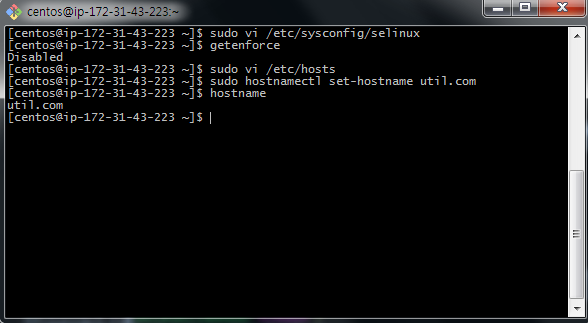 centos@ip-172-31-43-223:~
[centos@ip-172-31-43-223 ~]$ sudo vi /etc/sysconfig/selinux
[centos@ip-172-31-43-223 ~]$ getenforce
Disabled
[centos@ip-172-31-43-223 ~]$ sudo vi /etc/hosts
[centos@ip-172-31-43-223 ~]$ sudo hostnamectl set-hostname util.com
[centos@ip-172-31-43-223 ~]$ hostname
util.com
[centos@ip-172-31-43-223 ~]$